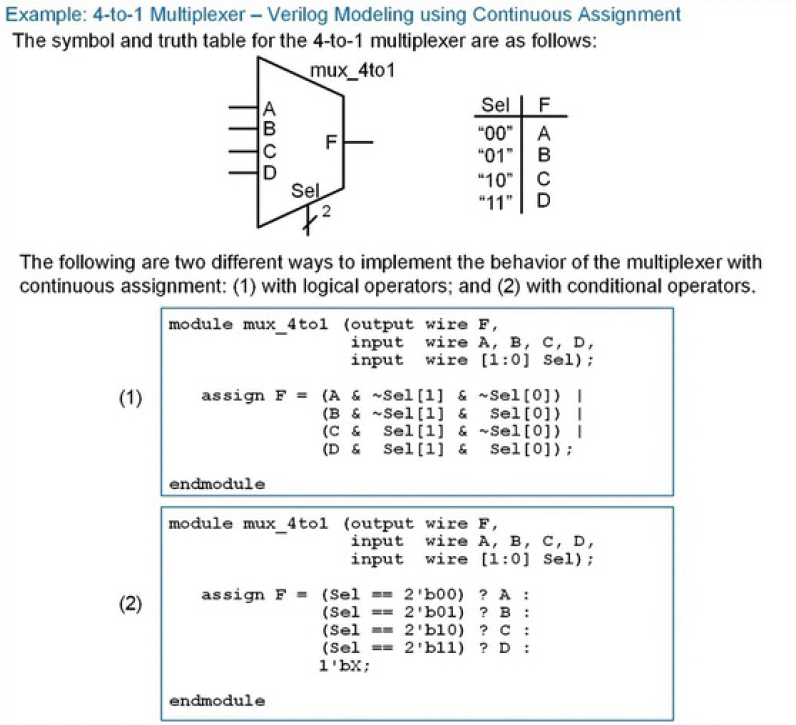 Example: 4-to-1 Multiplexer – Verilog Modeling using Continuous Assignment
The symbol and truth table for the 4-to-1 multiplexer are as follows:
mux_4to1
A
B
C
D
F
Sel
2
Sel F
"00" A
"01" B
"10" C
"11" D
The following are two different ways to implement the behavior of the multiplexer with
continuous assignment: (1) with logical operators; and (2) with conditional operators.
(1)
module mux_4to1 (output wire F,
input wire A, B, C, D,
input wire [1:0] Sel);
assign F = (A & ~Sel[1] & ~Sel[0]) |
(B & ~Sel[1] & Sel[0]) |
(C & Sel[1] & ~Sel[0]) |
(D & Sel[1] & Sel[0]);
endmodule
(2)
module mux_4to1 (output wire F,
input wire A, B, C, D,
input wire [1:0] Sel);
assign F = (Sel == 2'b00) ? A :
(Sel == 2'b01) ? B :
(Sel == 2'b10) ? C :
(Sel == 2'b11) ? D :
1'bX;
endmodule